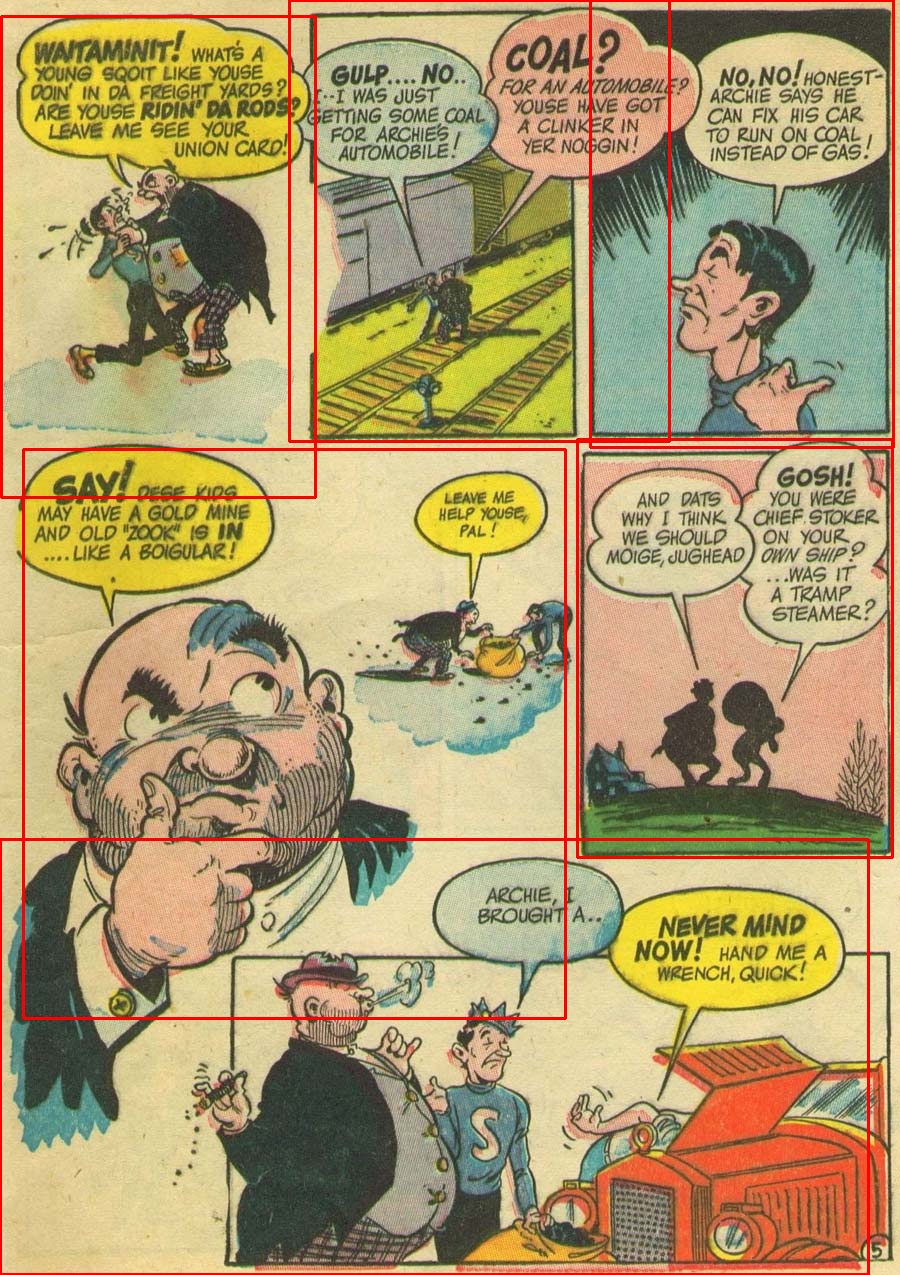 WAITAMINIT! WHAT'S A
YOUNG SQOIT LIKE YOUSE
DOIN' IN DA FREIGHT YARDS?
ARE YOUSE RIDIN' DA RODS?
LEAVE ME SEE YOUR
UNION CARD!
GULP.... NO..
I..I WAS JUST
GETTING SOME COAL
FOR ARCHIE'S
AUTOMOBILE!
COAL?
FOR AN AUTOMOBILE?
YOUSE HAVE GOT
A CLINKER IN
YER NOGGIN!
NO, NO! HONEST-
ARCHIE SAYS HE
CAN FIX HIS CAR
TO RUN ON COAL
INSTEAD OF GAS!
SAY! DESE KIDS
MAY HAVE A GOLD MINE
AND OLD "ZOOK" IS IN
....LIKE A BOIGULAR!
LEAVE ME
HELP YOUSE,
PAL!
AND DATS
WHY I THINK
WE SHOULD
MOIGE, JUGHEAD
GOSH!
YOU WERE
CHIEF STOKER
ON YOUR
OWN SHIP?
...WAS IT
A TRAMP
STEAMER?
ARCHIE, I
BROUGHT A..
NEVER MIND
NOW! HAND ME A
WRENCH, QUICK!
S
5